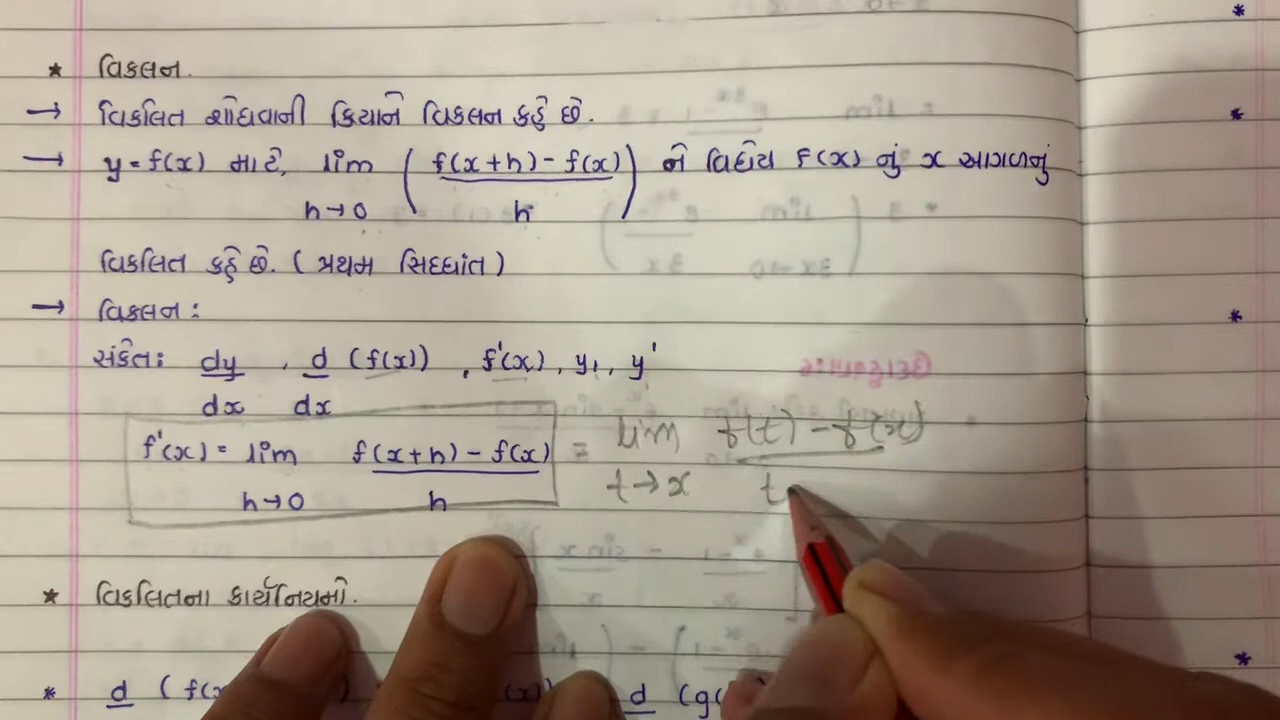 * વિકલન.
→ વિકલિત શોધવાની ક્રિયાને વિકલન કહે છે.
→ y = f(x) માટે, lim h→0 ( f(x+h) - f(x) / h ) ને વિધેય f(x) નું x આગળનું
વિકલિત કહે છે. ( પ્રથમ સિધ્ધાંત )
→ વિકલન :
સંકેત: dy/dx , d/dx (f(x)) , f'(x), y₁, y'
f'(x) = lim h→0 f(x+h) - f(x) / h = lim t→x f(t) - f(x) / t
* વિકલિતના કાર્યનિયમો.
* d (f(x) d (g(